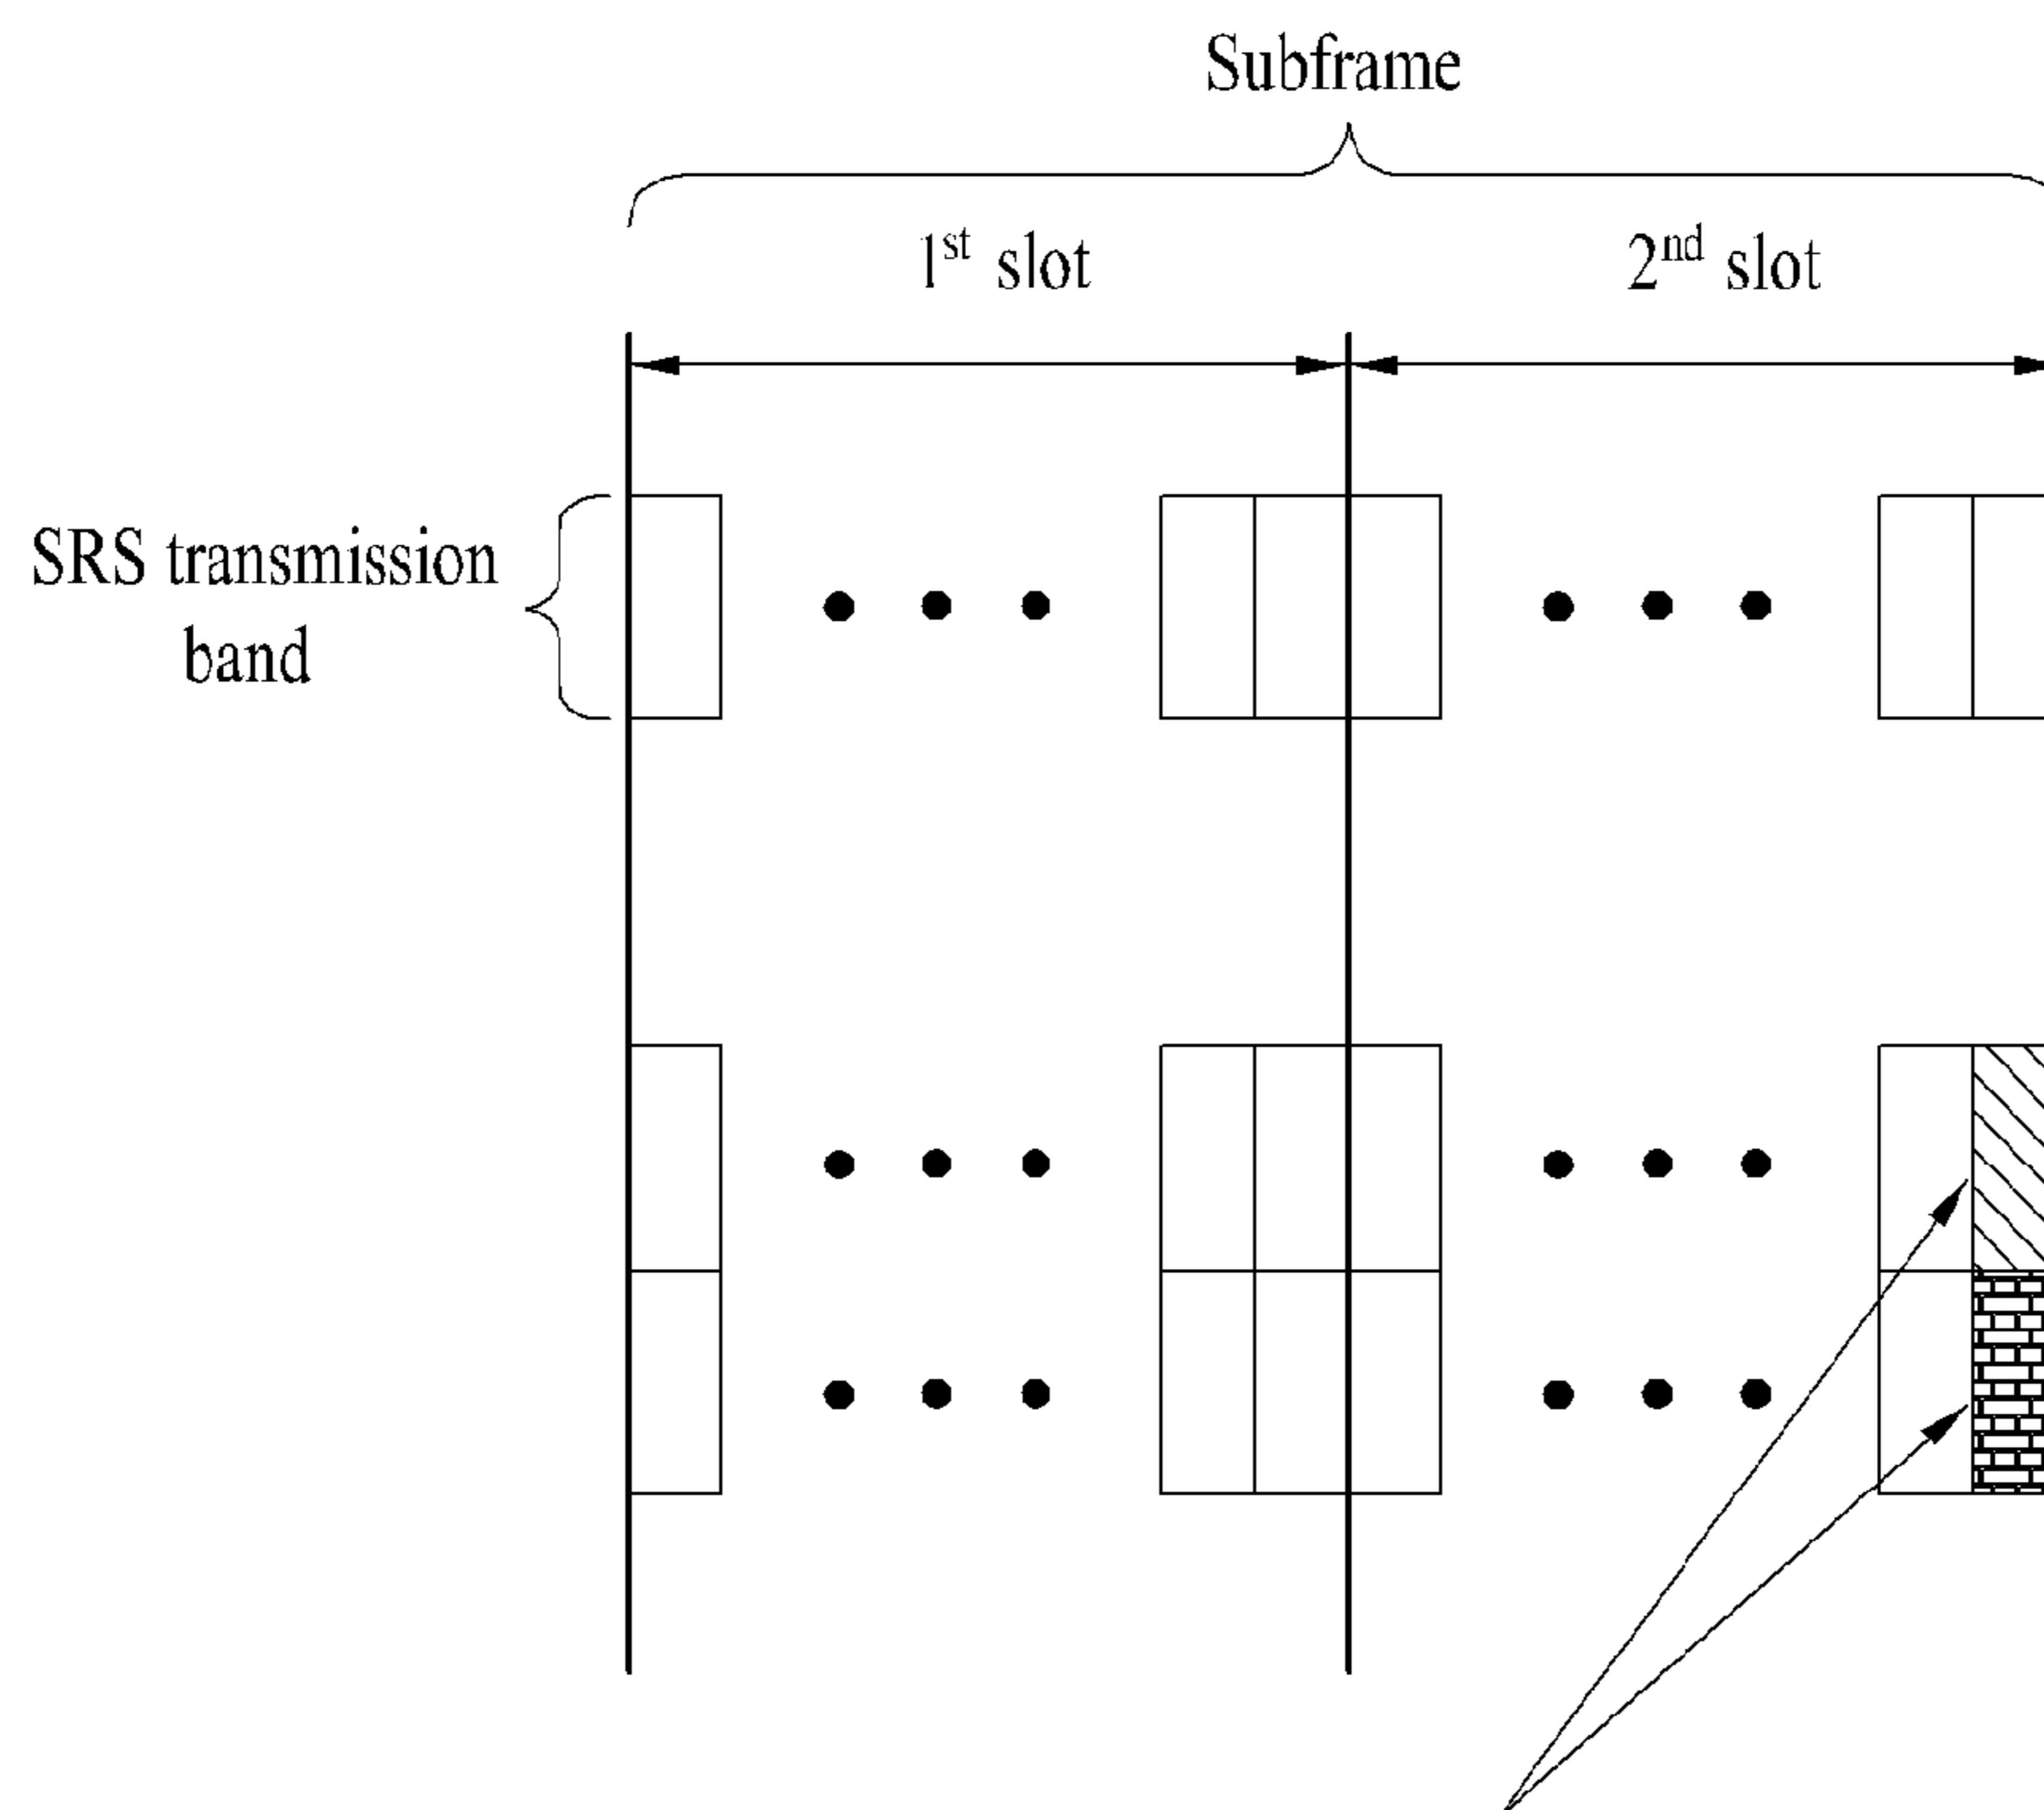 Subframe
1st slot
2nd slot
SRS transmission
band